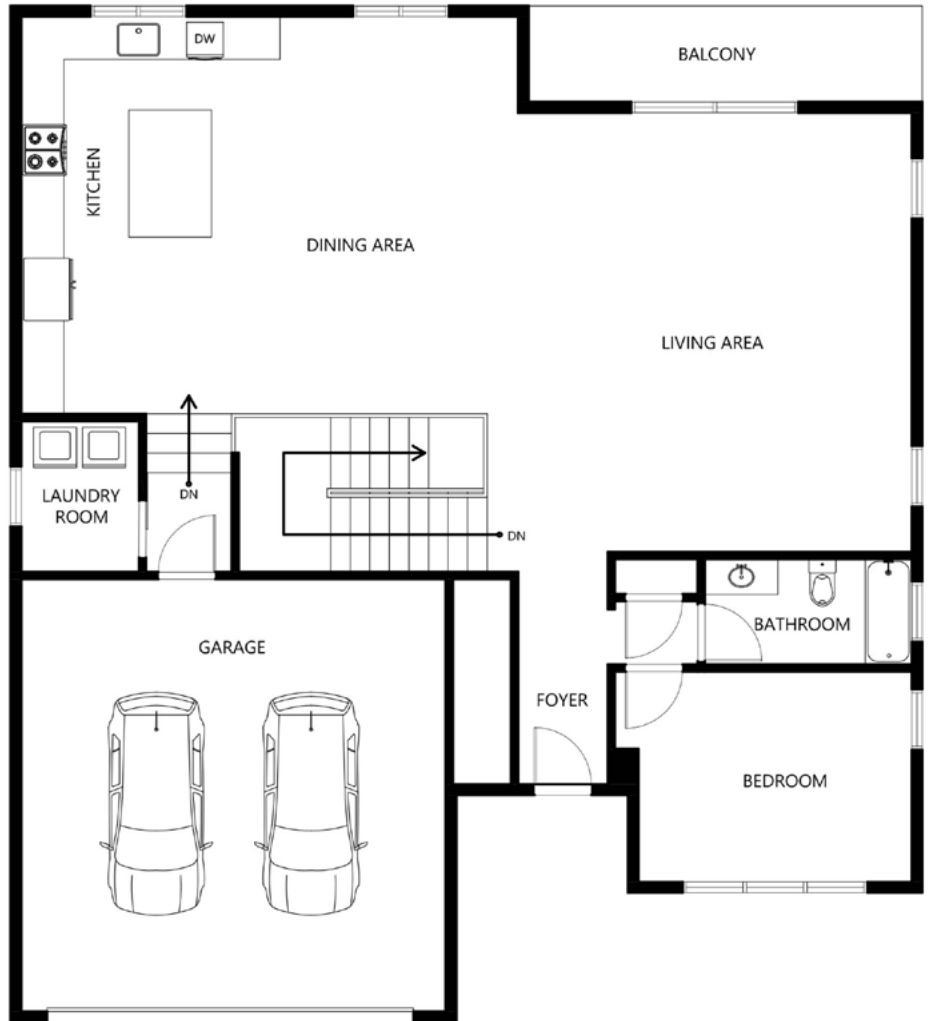 DW
BALCONY
KITCHEN
DINING AREA
LIVING AREA
DN
LAUNDRY
ROOM
DN
BATHROOM
GARAGE
FOYER
BEDROOM